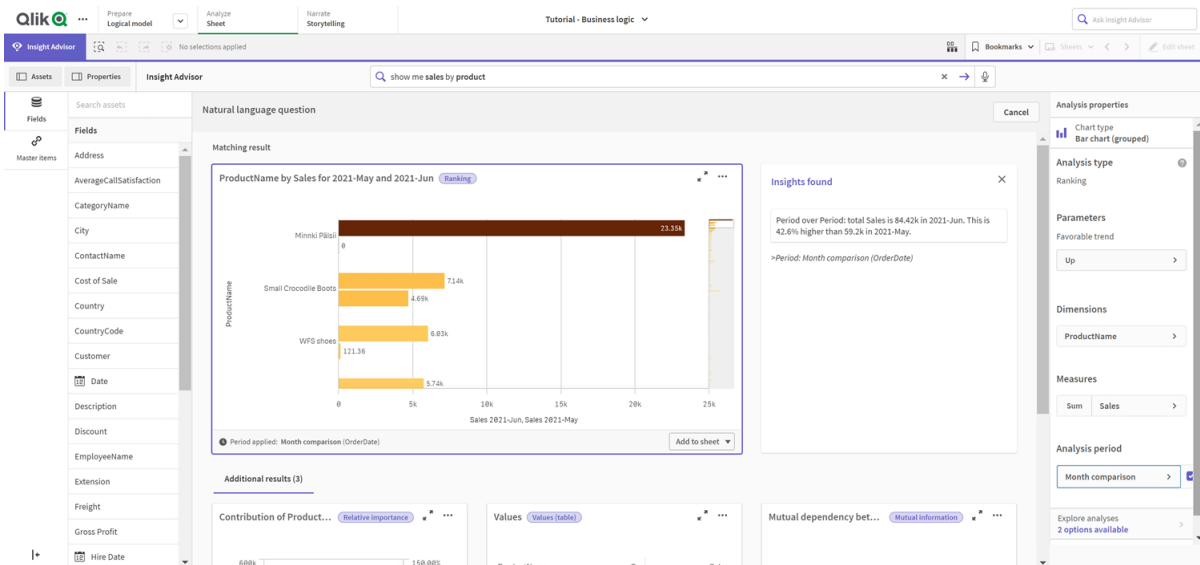 Qlik
Prepare
Logical model
Analyze
Sheet
Narrate
Storytelling
Tutorial - Business logic
Ask Insight Advisor
Insight Advisor
No selections applied
Bookmarks
Sheets
Edit sheet
Assets
Properties
Insight Advisor
show me sales by product
Fields
Master items
Search assets
Fields
Address
AverageCallSatisfaction
CategoryName
City
ContactName
Cost of Sale
Country
CountryCode
Customer
Date
Description
Discount
EmployeeName
Extension
Freight
Gross Profit
Hire Date
Natural language question
Cancel
Matching result
ProductName by Sales for 2021-May and 2021-Jun
Ranking
ProductName
Minnki Pälsii
23.35k
0
Small Crocodile Boots
7.14k
4.69k
WFS shoes
6.03k
121.36
5.74k
0 5k 10k 15k 20k 25k
Sales 2021-Jun, Sales 2021-May
Period applied: Month comparison (OrderDate)
Add to sheet
Insights found
Period over Period: total Sales is 84.42k in 2021-Jun. This is
42.6% higher than 59.2k in 2021-May.
>Period: Month comparison (OrderDate)
Additional results (3)
Contribution of Product...
Relative importance
600k
150.00%
Values
Values (table)
Mutual dependency bet...
Mutual information
Analysis properties
Chart type
Bar chart (grouped)
Analysis type
Ranking
Parameters
Favorable trend
Up
Dimensions
ProductName
Measures
Sum
Sales
Analysis period
Month comparison
Explore analyses
2 options available